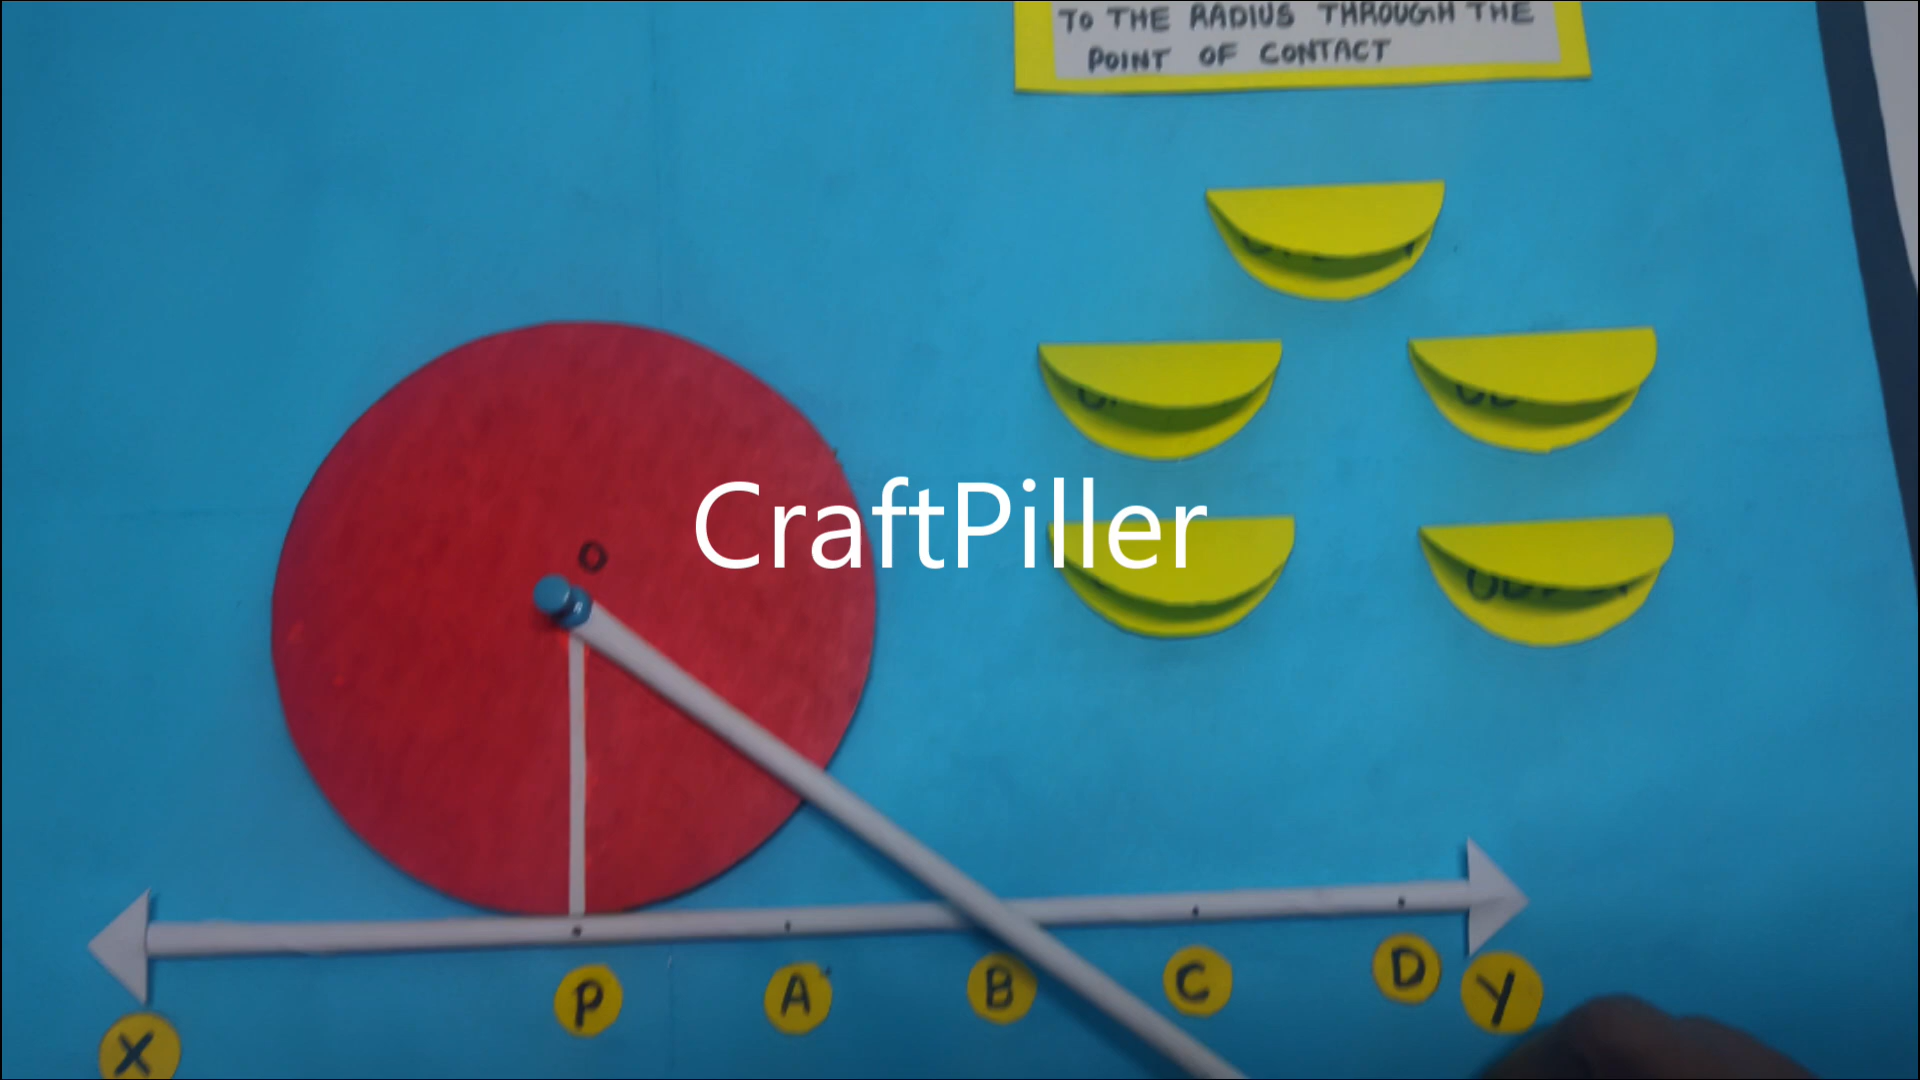 TO THE RADIUS THROUGH THE
POINT OF CONTACT
CraftPiller
O
P
A
B
C
D
Y
X